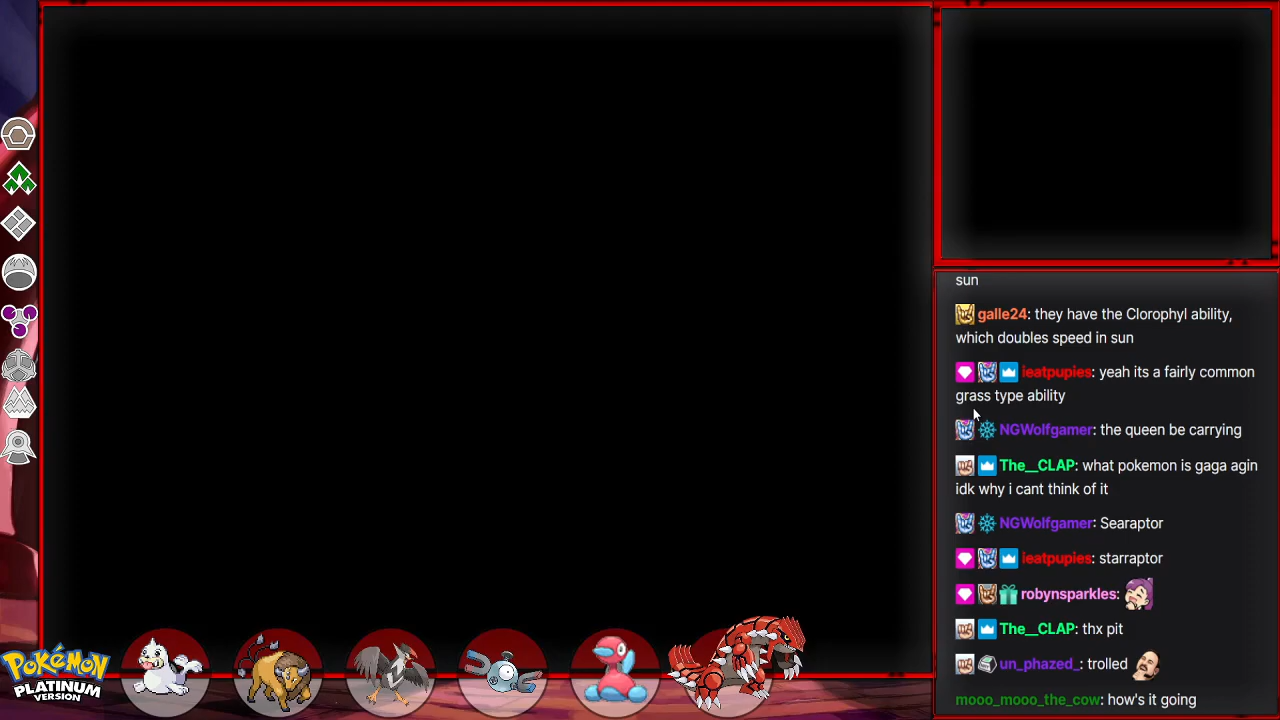 sun
galle24: they have the Clorophyl ability,
which doubles speed in sun
ieatpupies: yeah its a fairly common
grass type ability
NGWolfgamer: the queen be carrying
The__CLAP: what pokemon is gaga agin
idk why i cant think of it
NGWolfgamer: Searaptor
ieatpupies: starraptor
robynsparkles:
The__CLAP: thx pit
un_phazed_: trolled
mooo_mooo_the_cow: how's it going
POKéMON
PLATINUM
VERSION